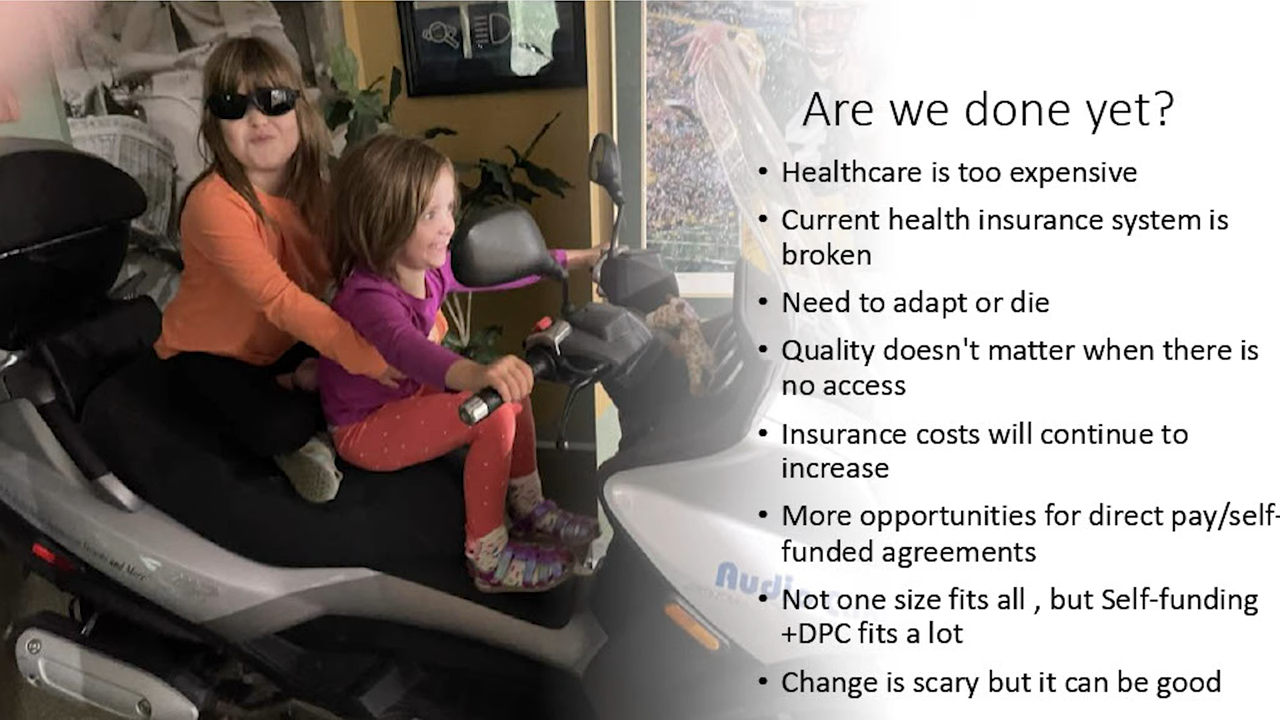 Are we done yet?
• Healthcare is too expensive
• Current health insurance system is
broken
• Need to adapt or die
• Quality doesn't matter when there is
no access
• Insurance costs will continue to
increase
• More opportunities for direct pay/self-
funded agreements
• Not one size fits all , but Self-funding
+DPC fits a lot
• Change is scary but it can be good